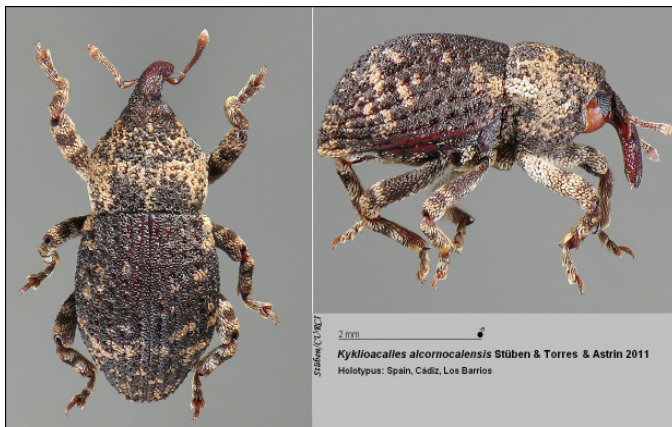 2 mm
Kyklioacalles alcornocalensis Stüben & Torres & Astrin 2011
Holotypus: Spain, Cádiz, Los Barrios